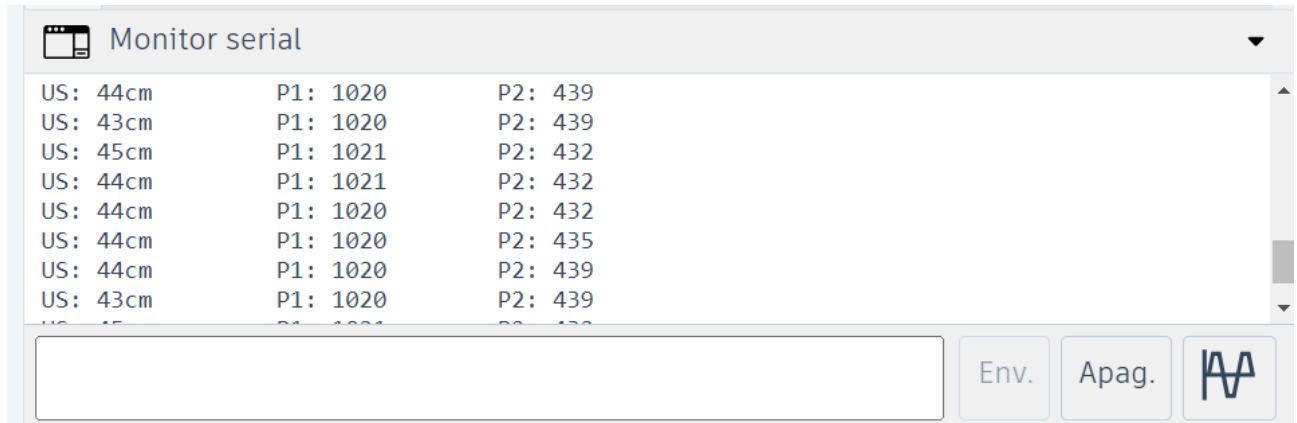 Monitor serial
US: 44cm P1: 1020 P2: 439
US: 43cm P1: 1020 P2: 439
US: 45cm P1: 1021 P2: 432
US: 44cm P1: 1021 P2: 432
US: 44cm P1: 1020 P2: 432
US: 44cm P1: 1020 P2: 435
US: 44cm P1: 1020 P2: 439
US: 43cm P1: 1020 P2: 439
Env. Apag.